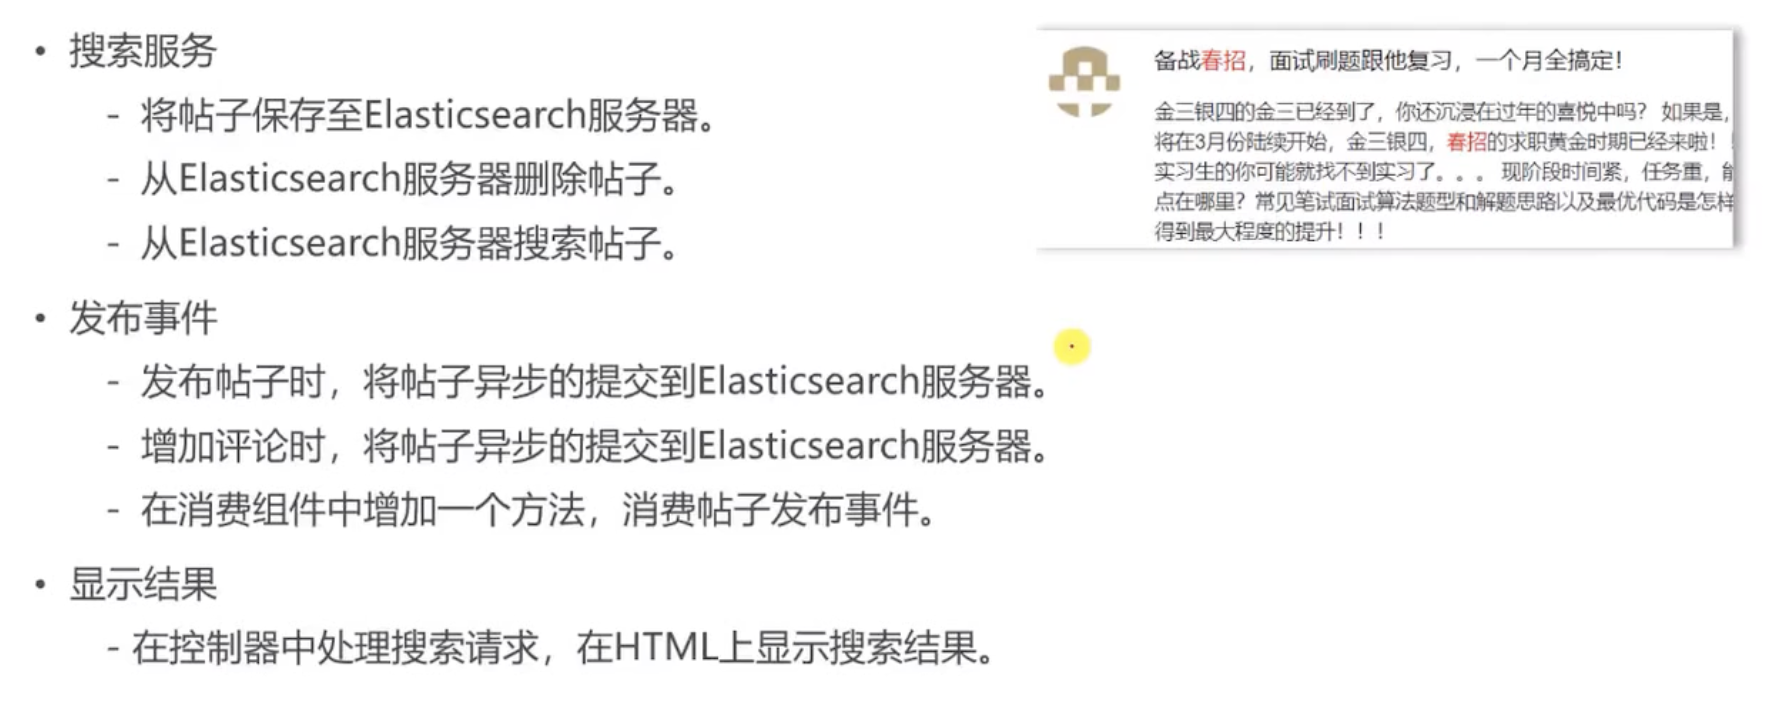 • 搜索服务
- 将帖子保存至Elasticsearch服务器。
- 从Elasticsearch服务器删除帖子。
- 从Elasticsearch服务器搜索帖子。
• 发布事件
- 发布帖子时，将帖子异步的提交到Elasticsearch服务器。
- 增加评论时，将帖子异步的提交到Elasticsearch服务器。
- 在消费组件中增加一个方法，消费帖子发布事件。
• 显示结果
- 在控制器中处理搜索请求，在HTML上显示搜索结果。
备战春招，面试刷题跟他复习，一个月全搞定！
金三银四的金三已经到了，你还沉浸在过年的喜悦中吗？ 如果是，
将在3月份陆续开始，金三银四，春招的求职黄金时期已经来啦！！
实习生的你可能就找不到实习了。。。 现阶段时间紧，任务重，能
点在哪里？常见笔试面试算法题型和解题思路以及最优代码是怎样
得到最大程度的提升！！！